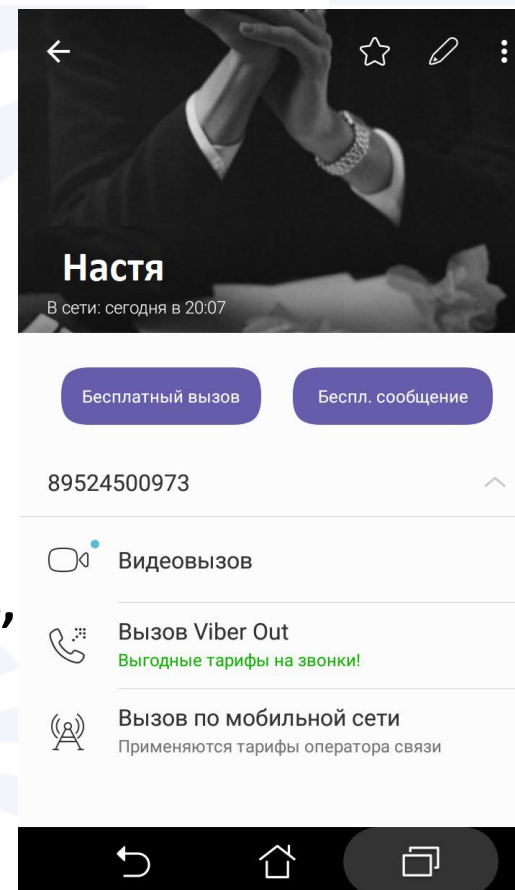 Настя
В сети: сегодня в 20:07
Бесплатный вызов
Беспл. сообщение
89524500973
Видеовызов
,
Вызов Viber Out
Выгодные тарифы на звонки!
Вызов по мобильной сети
Применяются тарифы оператора связи